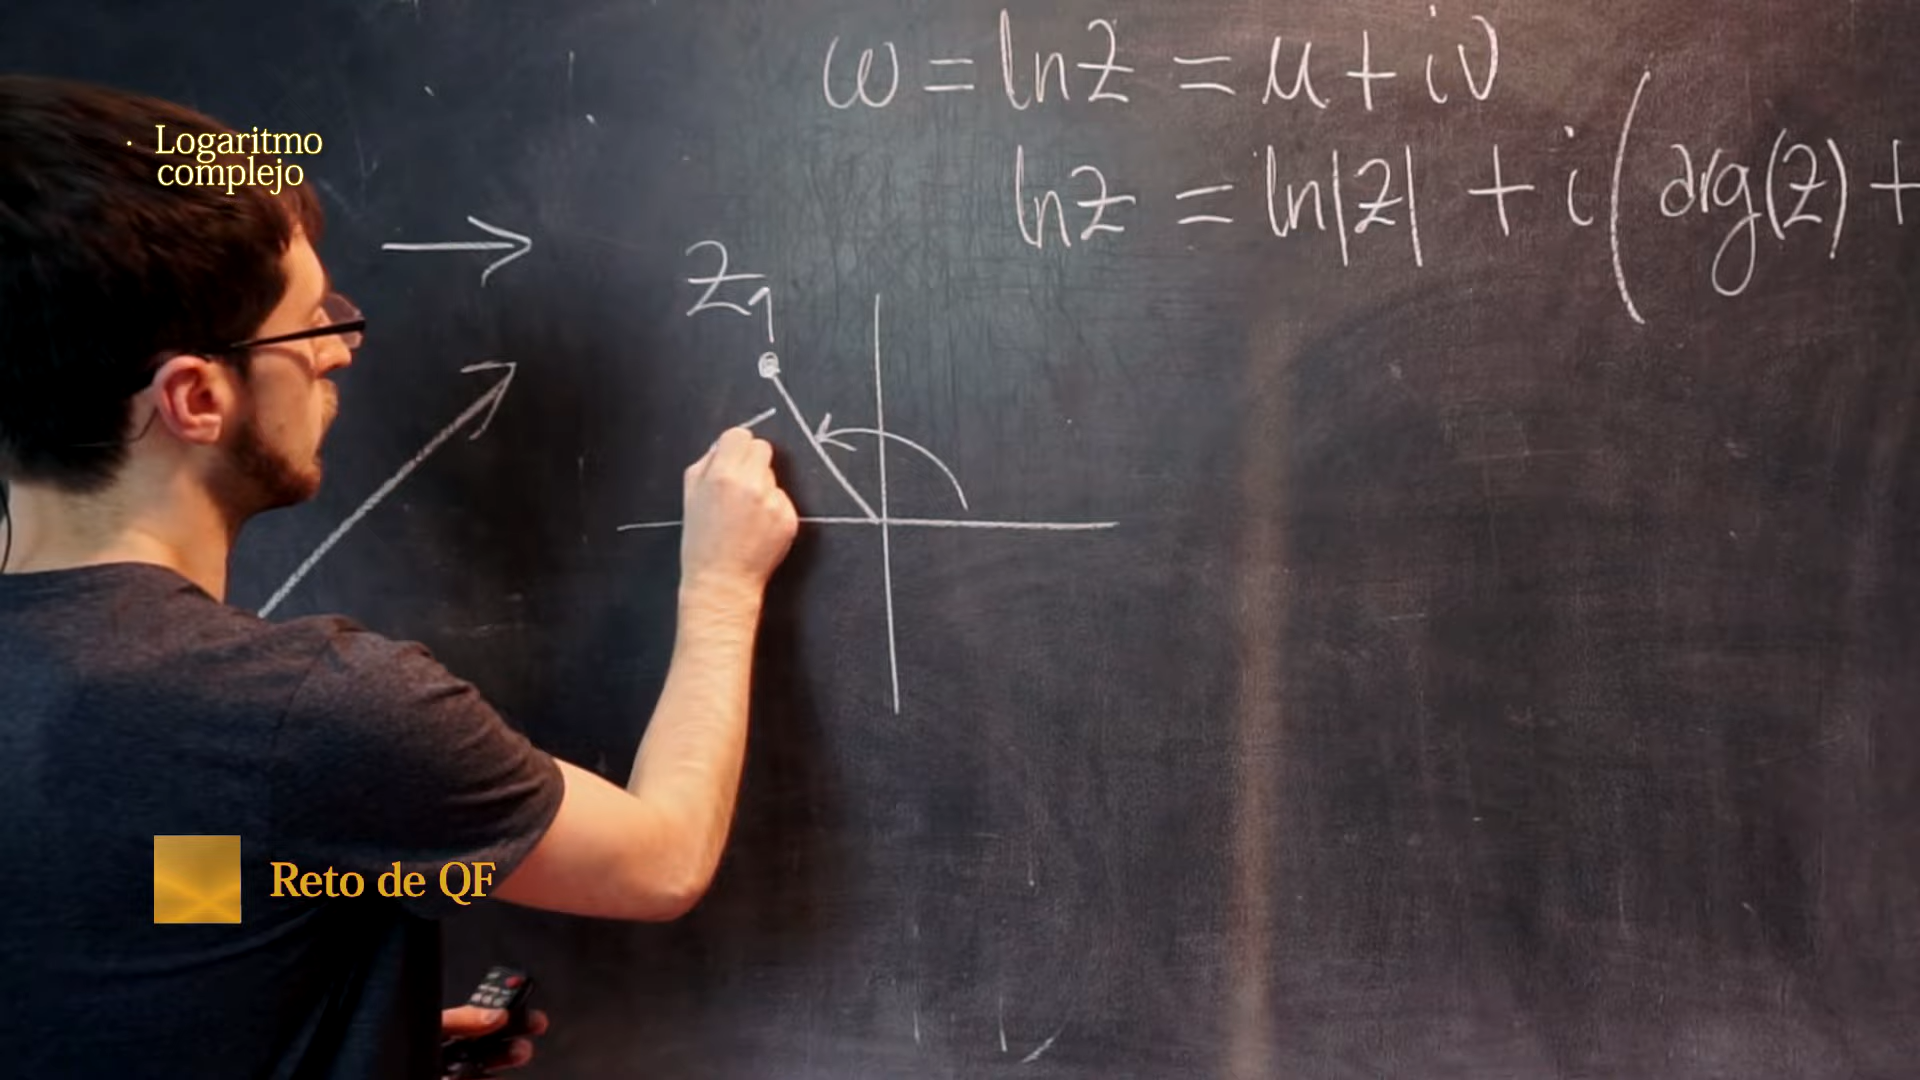 ω = ln z = u + iv
· Logaritmo
complejo
ln z = ln|z| + i(arg(z) +
z₁
Reto de QF